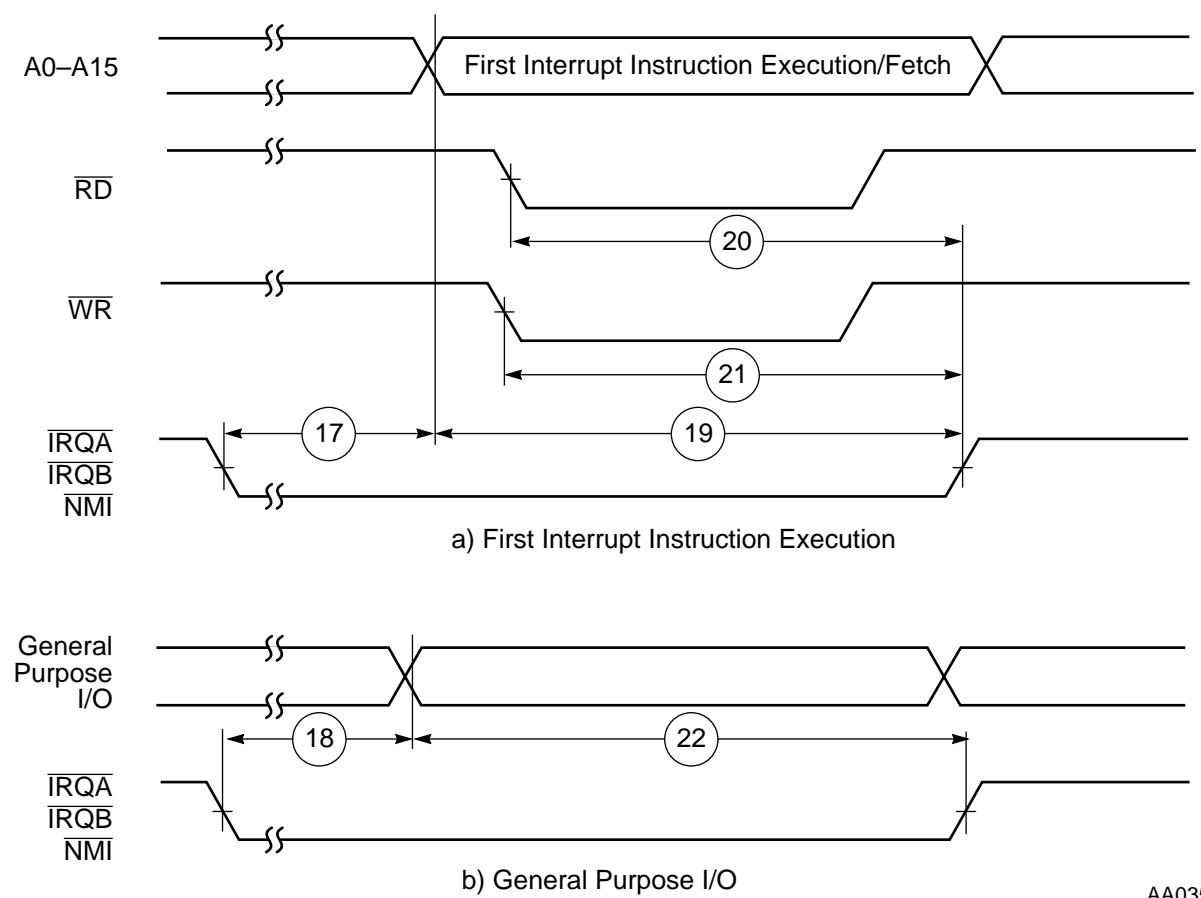 A0–A15
First Interrupt Instruction Execution/Fetch
RD
20
WR
21
17
19
IRQA
IRQB
NMI
a) First Interrupt Instruction Execution
General
Purpose
I/O
18
22
IRQA
IRQB
NMI
b) General Purpose I/O